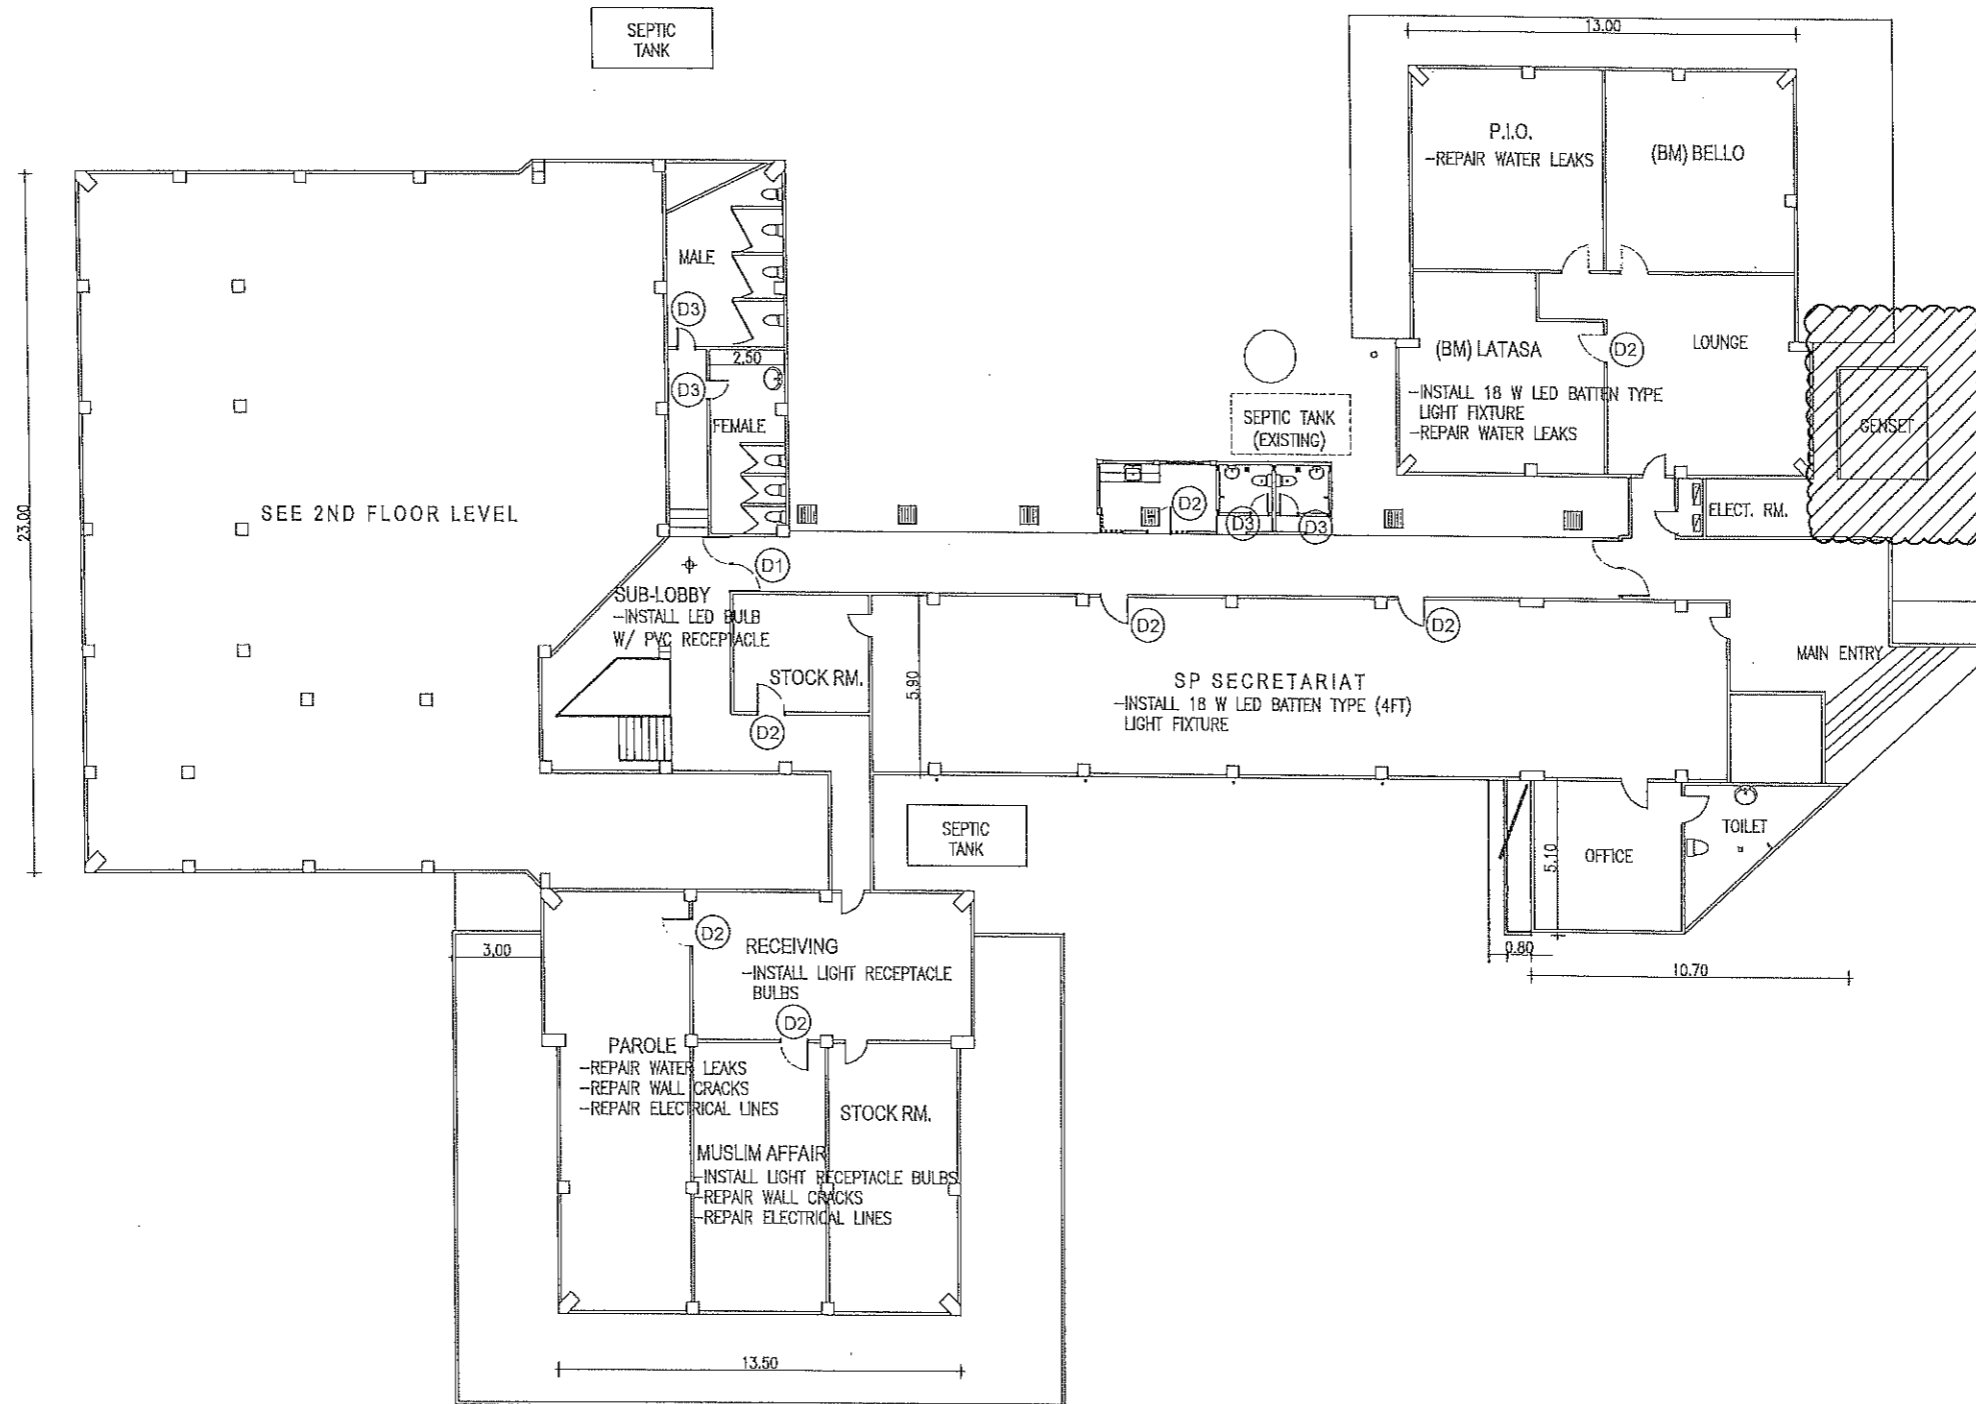 SEPTIC
TANK
13.00
P.I.O.
-REPAIR WATER LEAKS
(BM) BELLO
MALE
D3
2.50
D3
FEMALE
(BM) LATASA
-INSTALL 18 W LED BATTEN TYPE
LIGHT FIXTURE
-REPAIR WATER LEAKS
D2
LOUNGE
GENSET
SEPTIC TANK
(EXISTING)
23.00
SEE 2ND FLOOR LEVEL
D2
D3
D3
ELECT. RM.
D1
SUB-LOBBY
-INSTALL LED BULB
W/ PVC RECEPTACLE
D2
D2
MAIN ENTRY
STOCK RM.
5.90
SP SECRETARIAT
-INSTALL 18 W LED BATTEN TYPE (4FT)
LIGHT FIXTURE
D2
SEPTIC
TANK
5.10
OFFICE
TOILET
D2
3.00
RECEIVING
-INSTALL LIGHT RECEPTACLE
BULBS
0.80
10.70
D2
PAROLE
-REPAIR WATER LEAKS
-REPAIR WALL CRACKS
-REPAIR ELECTRICAL LINES
STOCK RM.
MUSLIM AFFAIR
-INSTALL LIGHT RECEPTACLE BULBS
-REPAIR WALL CRACKS
-REPAIR ELECTRICAL LINES
13.50